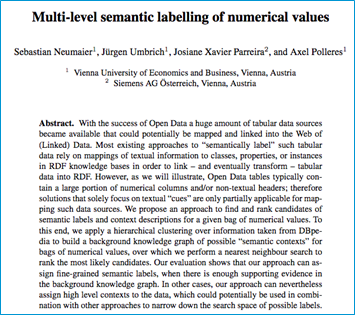 Multi-level semantic labelling of numerical values
Sebastian Neumaier¹, Jürgen Umbrich¹, Josiane Xavier Parreira², and Axel Polleres¹
¹ Vienna University of Economics and Business, Vienna, Austria
² Siemens AG Österreich, Vienna, Austria
Abstract. With the success of Open Data a huge amount of tabular data sources
became available that could potentially be mapped and linked into the Web of
(Linked) Data. Most existing approaches to “semantically label” such tabular
data rely on mappings of textual information to classes, properties, or instances
in RDF knowledge bases in order to link – and eventually transform – tabular
data into RDF. However, as we will illustrate, Open Data tables typically con-
tain a large portion of numerical columns and/or non-textual headers; therefore
solutions that solely focus on textual “cues” are only partially applicable for map-
ping such data sources. We propose an approach to find and rank candidates of
semantic labels and context descriptions for a given bag of numerical values. To
this end, we apply a hierarchical clustering over information taken from DBpe-
dia to build a background knowledge graph of possible “semantic contexts” for
bags of numerical values, over which we perform a nearest neighbour search to
rank the most likely candidates. Our evaluation shows that our approach can as-
sign fine-grained semantic labels, when there is enough supporting evidence in
the background knowledge graph. In other cases, our approach can nevertheless
assign high level contexts to the data, which could potentially be used in combi-
nation with other approaches to narrow down the search space of possible labels.